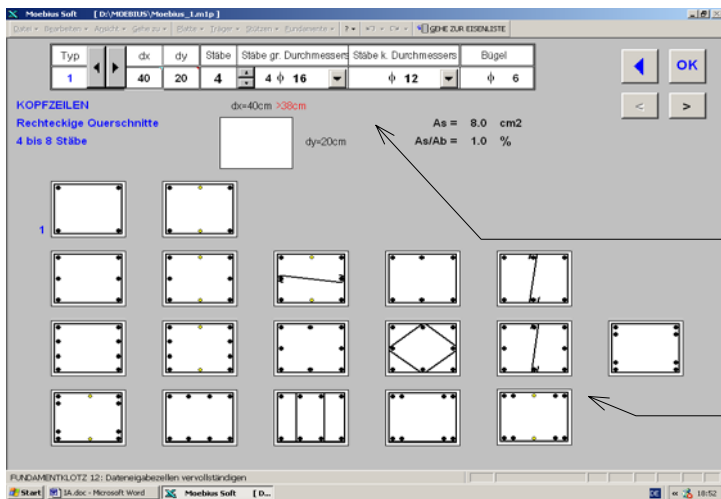 Moebius Soft [ D:\MOEBIUS\Moebius_1.m1p ]
Datei Bearbeiten Ansicht Gehe zu Platte Träger Stützen Fundamente ? GEHE ZUR EISENLISTE
Typ dx dy Stäbe Stäbe gr. Durchmessers Stäbe k. Durchmessers Bügel
1 40 20 4 4 ϕ 16 ϕ 12 ϕ 6
OK
< >
KOPFZEILEN dx=40cm >38cm
Rechteckige Querschnitte As = 8.0 cm2
4 bis 8 Stäbe dy=20cm As/Ab = 1.0 %
1
FUNDAMENTKLOTZ 12: Dateneigabezellen vervollständigen
Start IA.doc - Microsoft Word Moebius Soft [ D... DE « 18:52